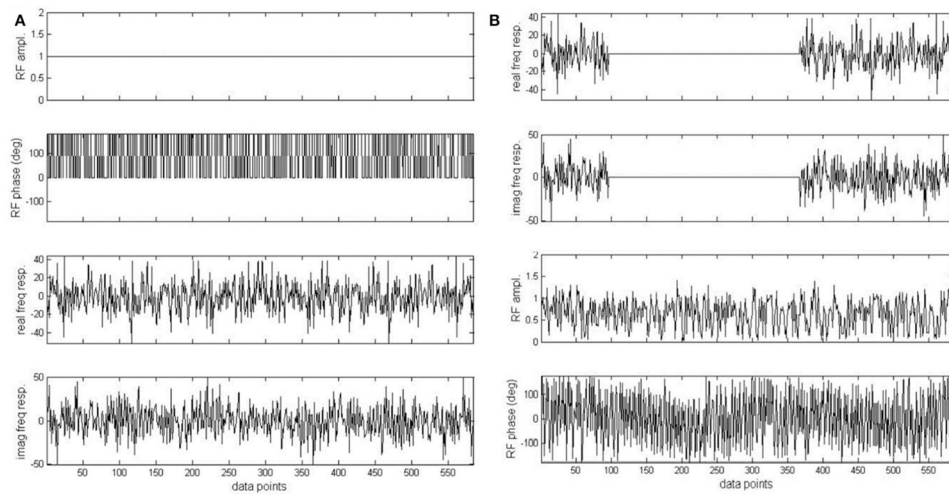 A
RF ampl.
2
1.5
1
0.5
0
RF phase (deg)
100
0
-100
real freq resp.
40
20
0
-20
-40
imag freq resp.
50
0
-50
50 100 150 200 250 300 350 400 450 500 550
data points
B
real freq resp.
40
20
0
-20
-40
imag freq resp.
50
0
-50
RF ampl.
2
1.5
1
0.5
0
RF phase (deg)
100
0
-100
50 100 150 200 250 300 350 400 450 500 550
data points